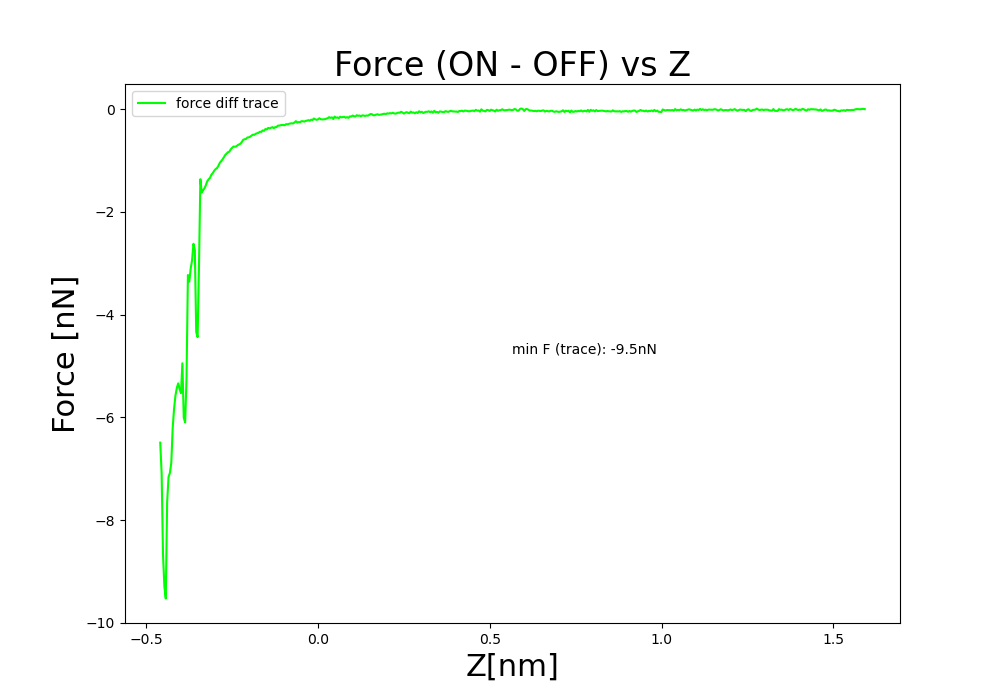 Force (ON - OFF) vs Z
force diff trace
0
−2
−4
−6
−8
−10
Force [nN]
min F (trace): -9.5nN
−0.5
0.0
0.5
1.0
1.5
Z[nm]